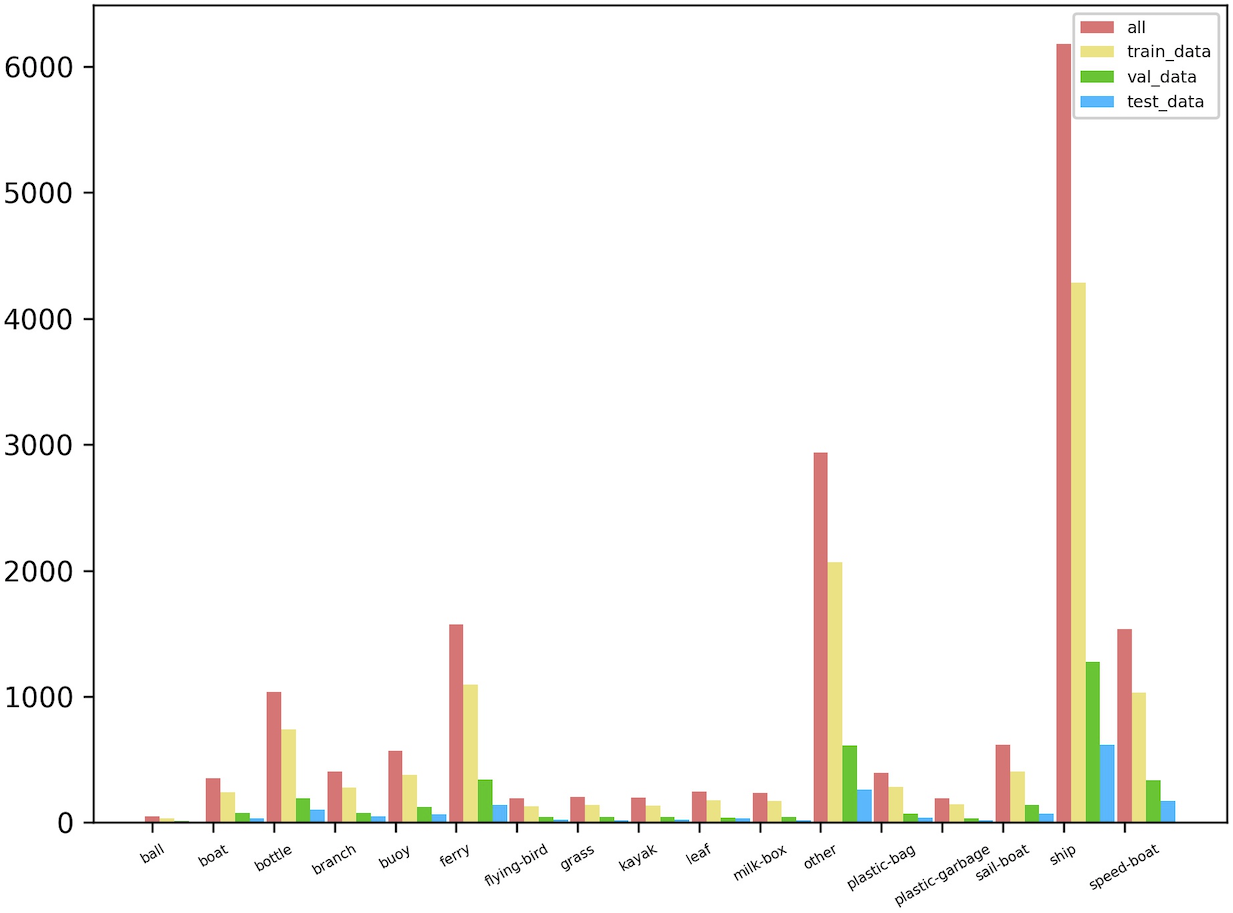 all
train_data
val_data
test_data
6000
5000
4000
3000
2000
1000
0
ball
boat
bottle
branch
buoy
ferry
flying-bird
grass
kayak
leaf
milk-box
other
plastic-bag
plastic-garbage
sail-boat
ship
speed-boat